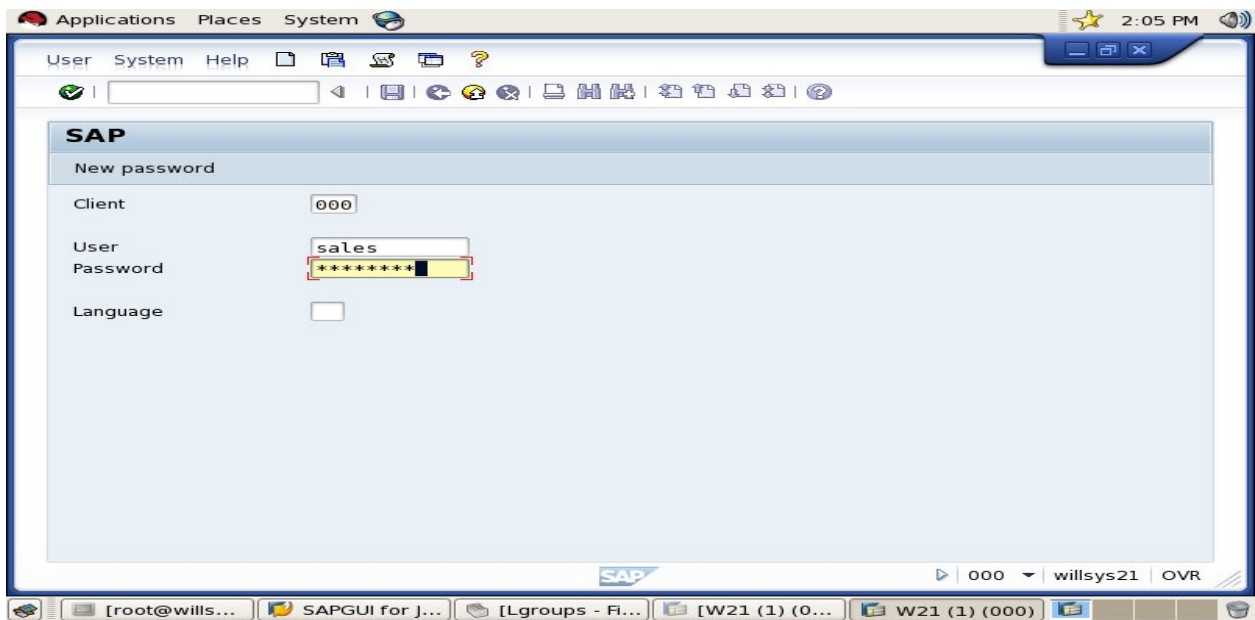 Applications Places System 2:05 PM
User System Help
SAP
New password
Client 000
User sales
Password ********
Language
SAP
000 willsys21 OVR
[root@wills... SAPGUI for J... [Lgroups - Fi... [W21 (1) (0... W21 (1) (000)